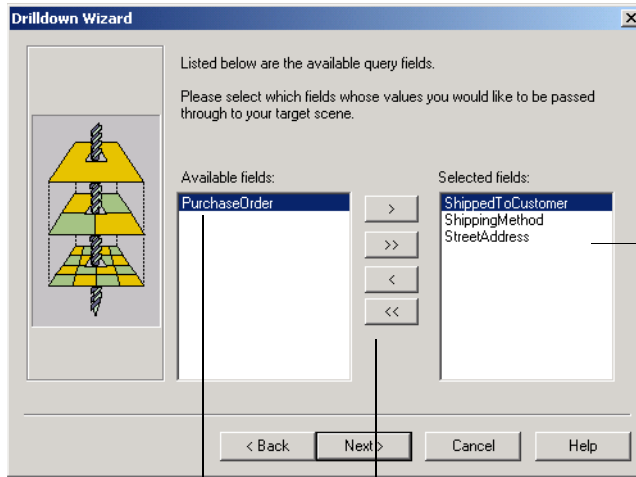 Drilldown Wizard
Listed below are the available query fields.
Please select which fields whose values you would like to be passed
through to your target scene.
Available fields:
PurchaseOrder
>
>>
<
<<
Selected fields:
ShippedToCustomer
ShippingMethod
StreetAddress
< Back
Next >
Cancel
Help